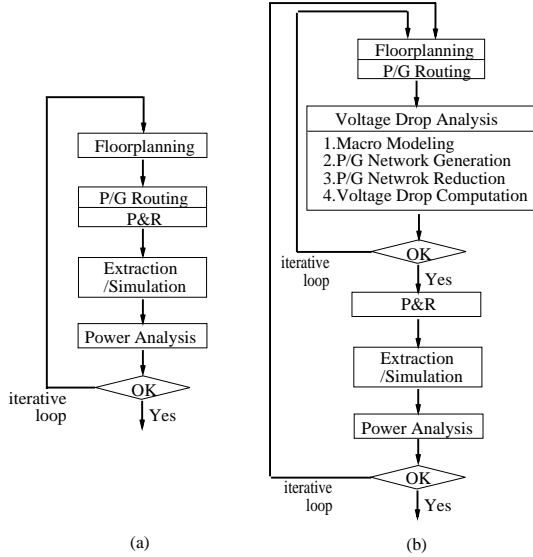 Floorplanning
P/G Routing
P&R
Extraction
/Simulation
Power Analysis
OK
iterative
loop
Yes
(a)
Floorplanning
P/G Routing
Voltage Drop Analysis
1.Macro Modeling
2.P/G Network Generation
3.P/G Netwrok Reduction
4.Voltage Drop Computation
OK
iterative
loop
Yes
P&R
Extraction
/Simulation
Power Analysis
OK
iterative
loop
Yes
(b)